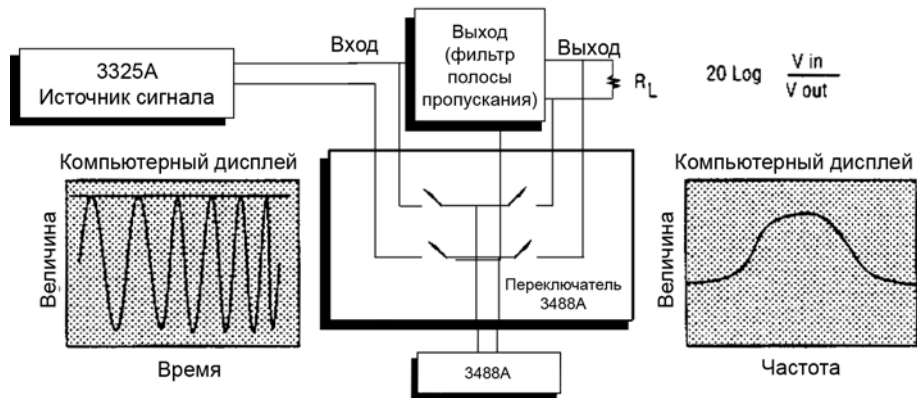 3325A
Источник сигнала
Вход
Выход
(фильтр
полосы
пропускания)
Выход
R L
20 Log V in
V out
Компьютерный дисплей
Величина
Время
Переключатель
3488A
3488A
Компьютерный дисплей
Величина
Частота